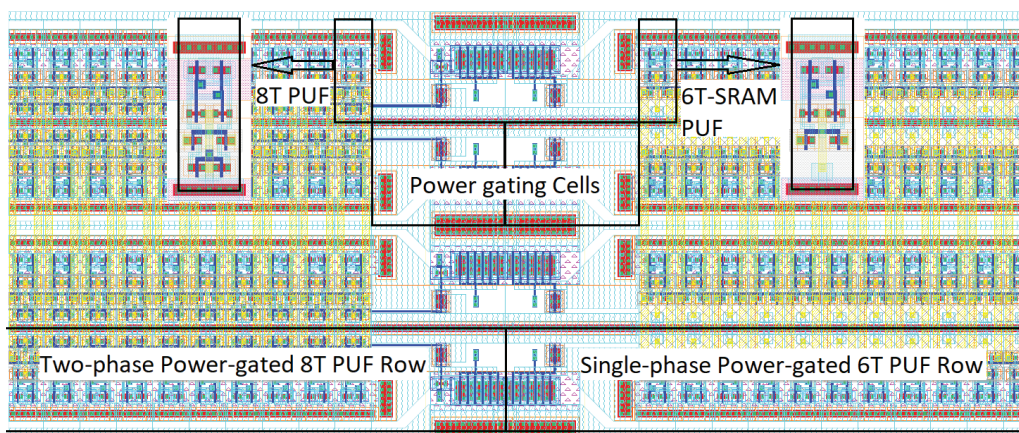 8T PUF
6T-SRAM
PUF
Power gating Cells
Two-phase Power-gated 8T PUF Row
Single-phase Power-gated 6T PUF Row